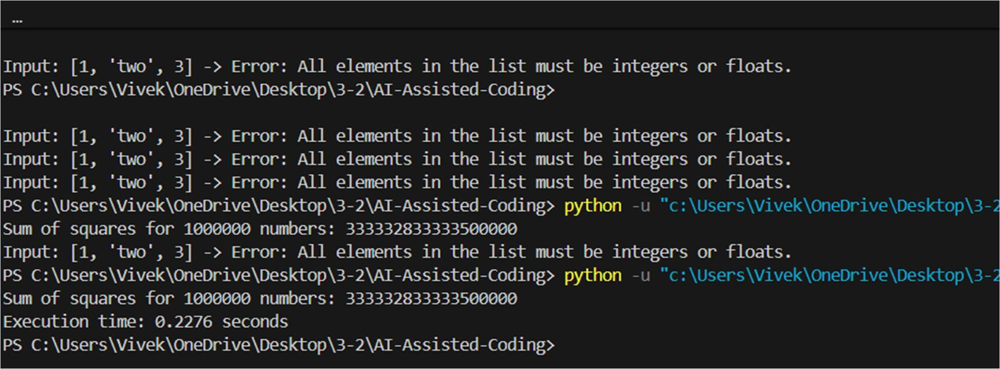 ...
Input: [1, 'two', 3] -> Error: All elements in the list must be integers or floats.
PS C:\Users\Vivek\OneDrive\Desktop\3-2\AI-Assisted-Coding>
Input: [1, 'two', 3] -> Error: All elements in the list must be integers or floats.
Input: [1, 'two', 3] -> Error: All elements in the list must be integers or floats.
Input: [1, 'two', 3] -> Error: All elements in the list must be integers or floats.
PS C:\Users\Vivek\OneDrive\Desktop\3-2\AI-Assisted-Coding> python -u "c:\Users\Vivek\OneDrive\Desktop\3-2
Sum of squares for 1000000 numbers: 333332833333500000
Input: [1, 'two', 3] -> Error: All elements in the list must be integers or floats.
PS C:\Users\Vivek\OneDrive\Desktop\3-2\AI-Assisted-Coding> python -u "c:\Users\Vivek\OneDrive\Desktop\3-2
Sum of squares for 1000000 numbers: 333332833333500000
Execution time: 0.2276 seconds
PS C:\Users\Vivek\OneDrive\Desktop\3-2\AI-Assisted-Coding>